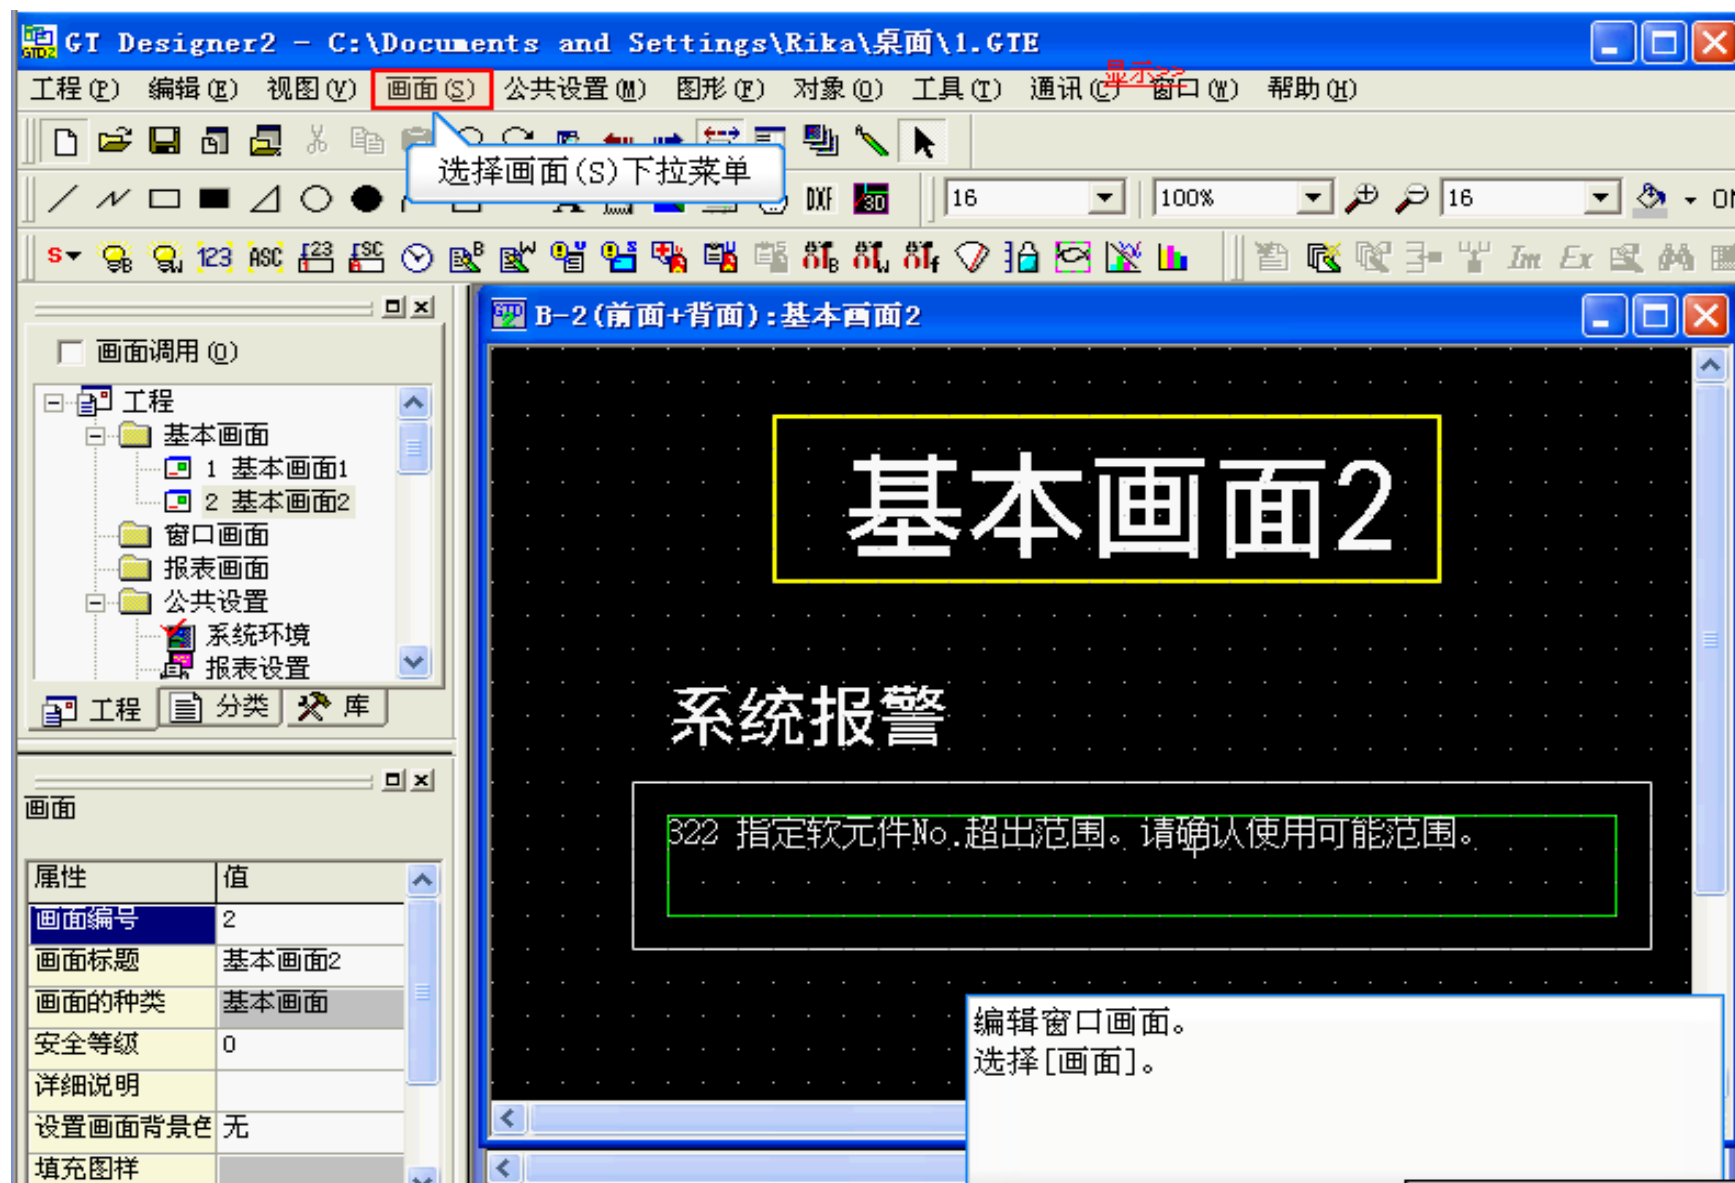 GT Designer2 - C:\Documents and Settings\Rika\桌面\1.GTE
工程(P) 编辑(E) 视图(V) 画面(S) 公共设置(M) 图形(F) 对象(O) 工具(T) 通讯(C) 窗口(W) 帮助(H)
显示>>
选择画面(S)下拉菜单
DXF 3D 16 100% 16 ON
S 123 ASC 123 Im Ex
B-2(前面+背面):基本画面2
画面调用(O)
工程
基本画面
1 基本画面1
2 基本画面2
窗口画面
报表画面
公共设置
系统环境
报表设置
工程 分类 库
基本画面2
系统报警
322 指定软元件No.超出范围。请确认使用可能范围。
画面
属性 值
画面编号 2
画面标题 基本画面2
画面的种类 基本画面
安全等级 0
详细说明
设置画面背景色 无
填充图样
编辑窗口画面。
选择[画面]。